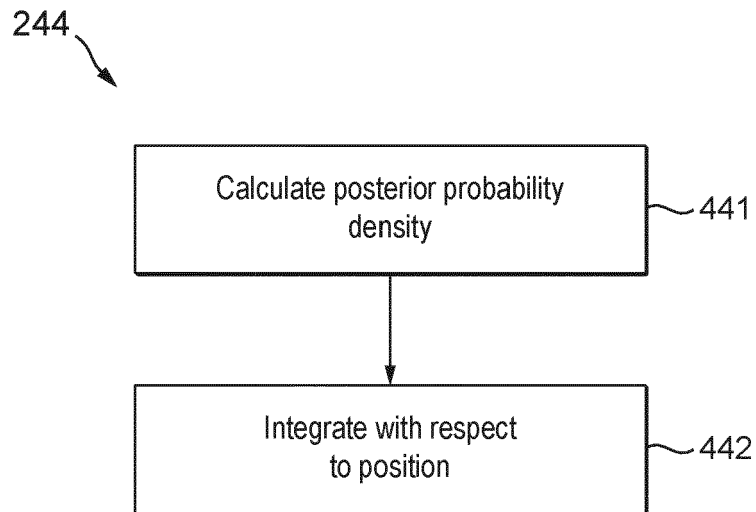 244
Calculate posterior probability
density
441
Integrate with respect
to position
442